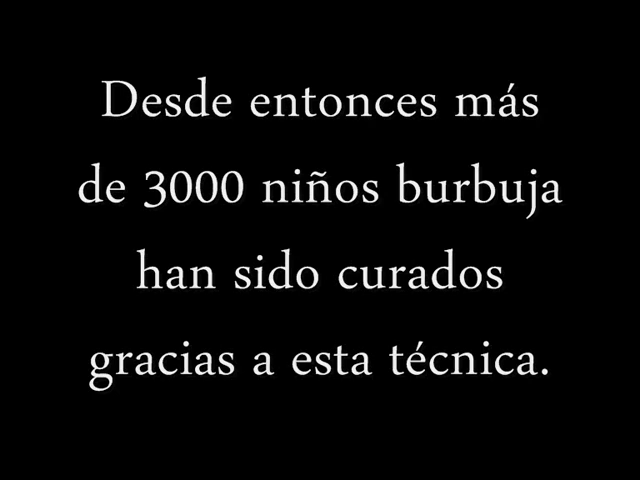 Desde entonces más
de 3000 niños burbuja
han sido curados
gracias a esta técnica.